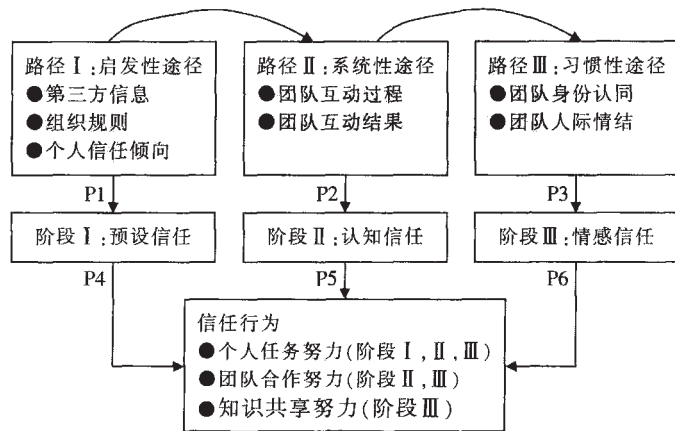 路径Ⅰ:启发性途径
●第三方信息
●组织规则
●个人信任倾向
路径Ⅱ:系统性途径
●团队互动过程
●团队互动结果
路径Ⅲ:习惯性途径
●团队身份认同
●团队人际情结
P1
P2
P3
阶段Ⅰ:预设信任
阶段Ⅱ:认知信任
阶段Ⅲ:情感信任
P4
P5
P6
信任行为
●个人任务努力(阶段Ⅰ,Ⅱ,Ⅲ)
●团队合作努力(阶段Ⅱ,Ⅲ)
●知识共享努力(阶段Ⅲ)